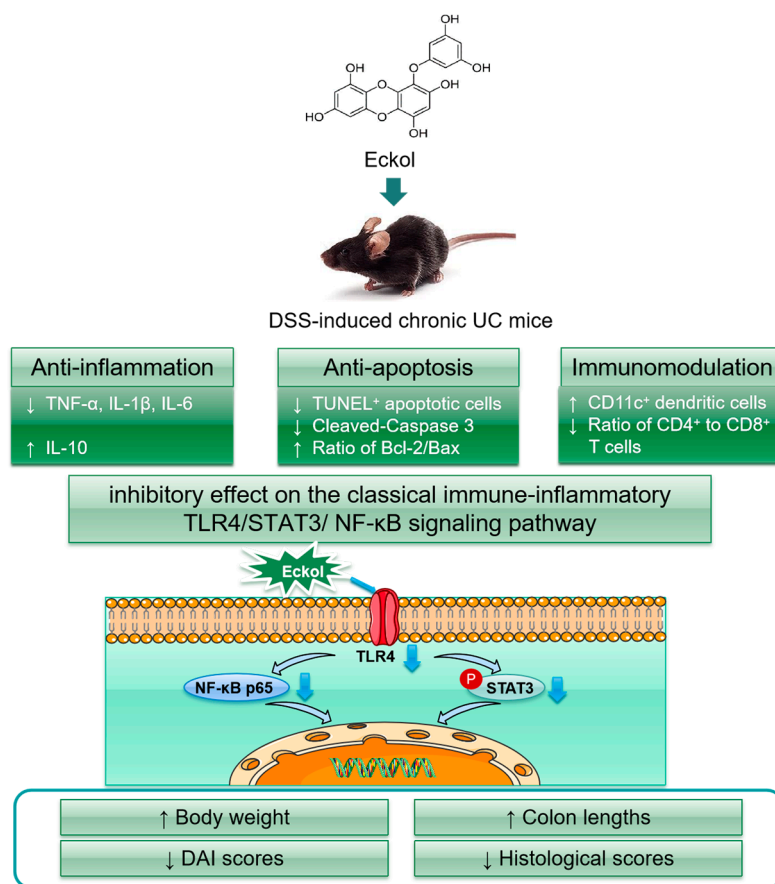 OH
OH
O
OH
OH
O
O
HO
OH
Eckol
DSS-induced chronic UC mice
Anti-inflammation
↓ TNF-α, IL-1β, IL-6
↑ IL-10
Anti-apoptosis
↓ TUNEL⁺ apoptotic cells
↓ Cleaved-Caspase 3
↑ Ratio of Bcl-2/Bax
Immunomodulation
↑ CD11c⁺ dendritic cells
↓ Ratio of CD4⁺ to CD8⁺
T cells
inhibitory effect on the classical immune-inflammatory
TLR4/STAT3/ NF-κB signaling pathway
Eckol
TLR4
NF-κB p65
P
STAT3
↑ Body weight
↑ Colon lengths
↓ DAI scores
↓ Histological scores